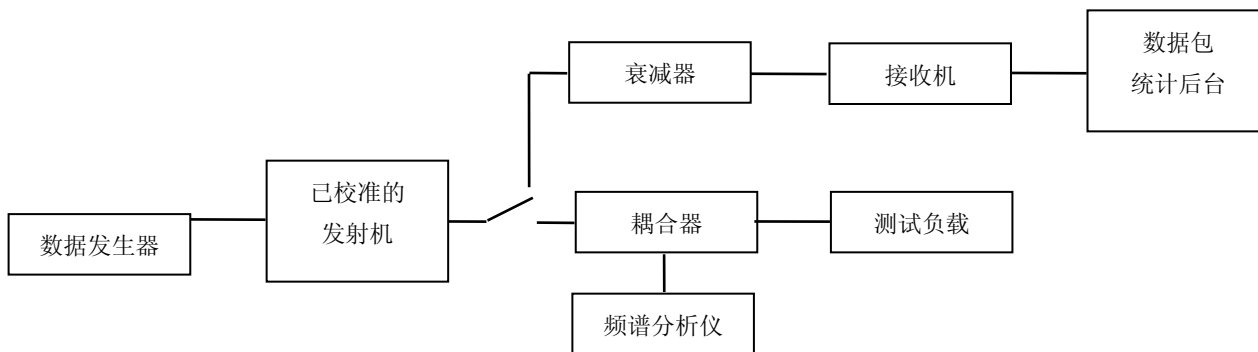 衰减器
接收机
数据包
统计后台
已校准的
发射机
数据发生器
耦合器
测试负载
频谱分析仪